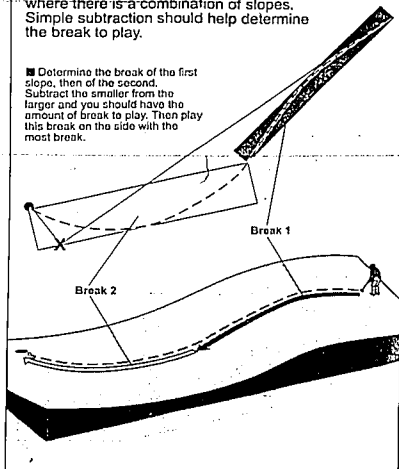 where there is a combination of slopes.
Simple subtraction should help determine
the break to play.
■ Determine the break of the first
slope, then of the second.
Subtract the smaller from the
larger and you should have the
amount of break to play. Then play
this break on the side with the
most break.
Break 1
Break 2